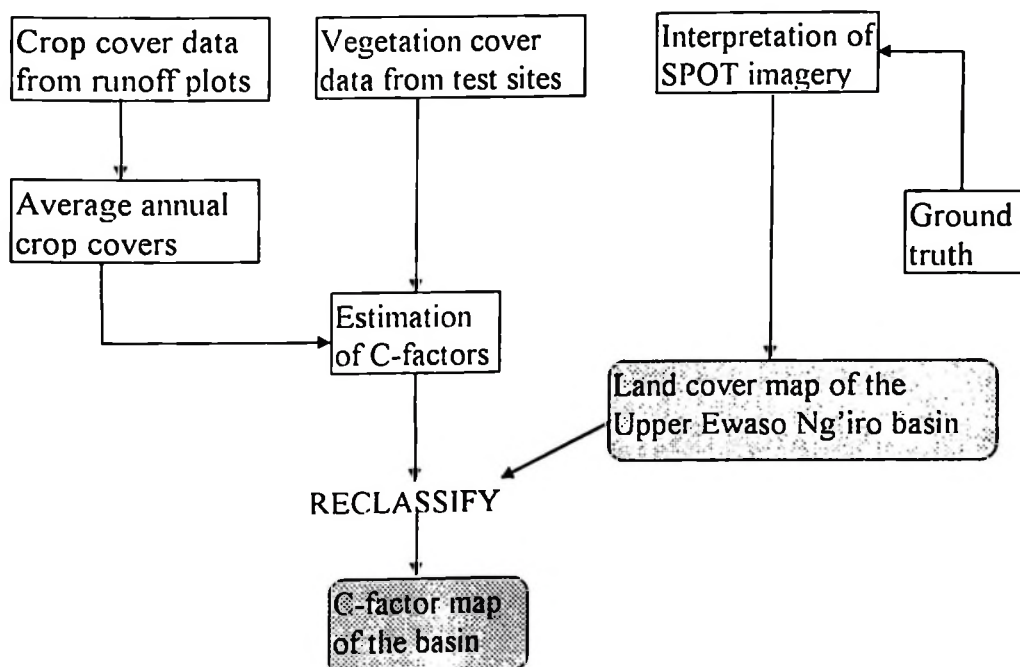 Crop cover data
from runoff plots
Vegetation cover
data from test sites
Interpretation of
SPOT imagery
Average annual
crop covers
Ground
truth
Estimation
of C-factors
Land cover map of the
Upper Ewaso Ng'iro basin
RECLASSIFY
C-factor map
of the basin